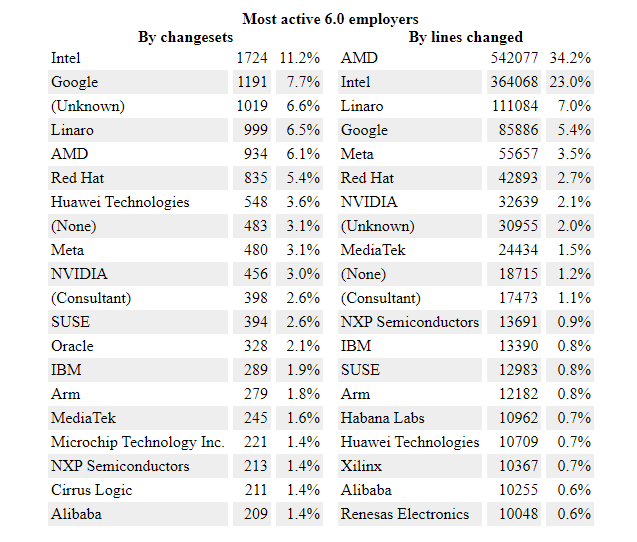 Most active 6.0 employers
By changesets By lines changed
Intel 1724 11.2% AMD 542077 34.2%
Google 1191 7.7% Intel 364068 23.0%
(Unknown) 1019 6.6% Linaro 111084 7.0%
Linaro 999 6.5% Google 85886 5.4%
AMD 934 6.1% Meta 55657 3.5%
Red Hat 835 5.4% Red Hat 42893 2.7%
Huawei Technologies 548 3.6% NVIDIA 32639 2.1%
(None) 483 3.1% (Unknown) 30955 2.0%
Meta 480 3.1% MediaTek 24434 1.5%
NVIDIA 456 3.0% (None) 18715 1.2%
(Consultant) 398 2.6% (Consultant) 17473 1.1%
SUSE 394 2.6% NXP Semiconductors 13691 0.9%
Oracle 328 2.1% IBM 13390 0.8%
IBM 289 1.9% SUSE 12983 0.8%
Arm 279 1.8% Arm 12182 0.8%
MediaTek 245 1.6% Habana Labs 10962 0.7%
Microchip Technology Inc. 221 1.4% Huawei Technologies 10709 0.7%
NXP Semiconductors 213 1.4% Xilinx 10367 0.7%
Cirrus Logic 211 1.4% Alibaba 10255 0.6%
Alibaba 209 1.4% Renesas Electronics 10048 0.6%